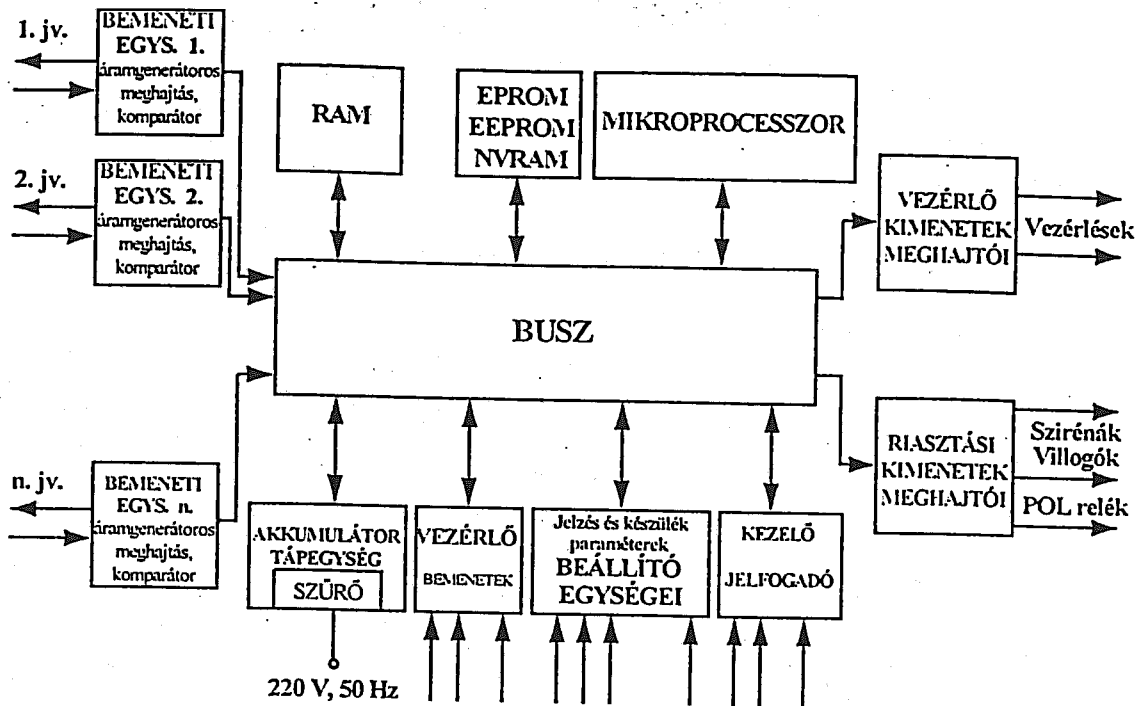 1. jv.
BEMENETI
EGYS. 1.
áramgenerátoros
meghajtás,
komparátor
2. jv.
BEMENETI
EGYS. 2.
áramgenerátoros
meghajtás,
komparátor
n. jv.
BEMENETI
EGYS. n.
áramgenerátoros
meghajtás,
komparátor
RAM
EPROM
EEPROM
NVRAM
MIKROPROCESSZOR
BUSZ
VEZÉRLŐ
KIMENETEK
MEGHAJTÓI
Vezérlések
RIASZTÁSI
KIMENETEK
MEGHAJTÓI
Szirénák
Villogók
POL relék
AKKUMULÁTOR
TÁPEGYSÉG
SZŰRŐ
220 V, 50 Hz
VEZÉRLŐ
BEMENETEK
Jelzés és készülék
paraméterek
BEÁLLÍTÓ
EGYSÉGEI
KEZELŐ
JELFOGADÓ